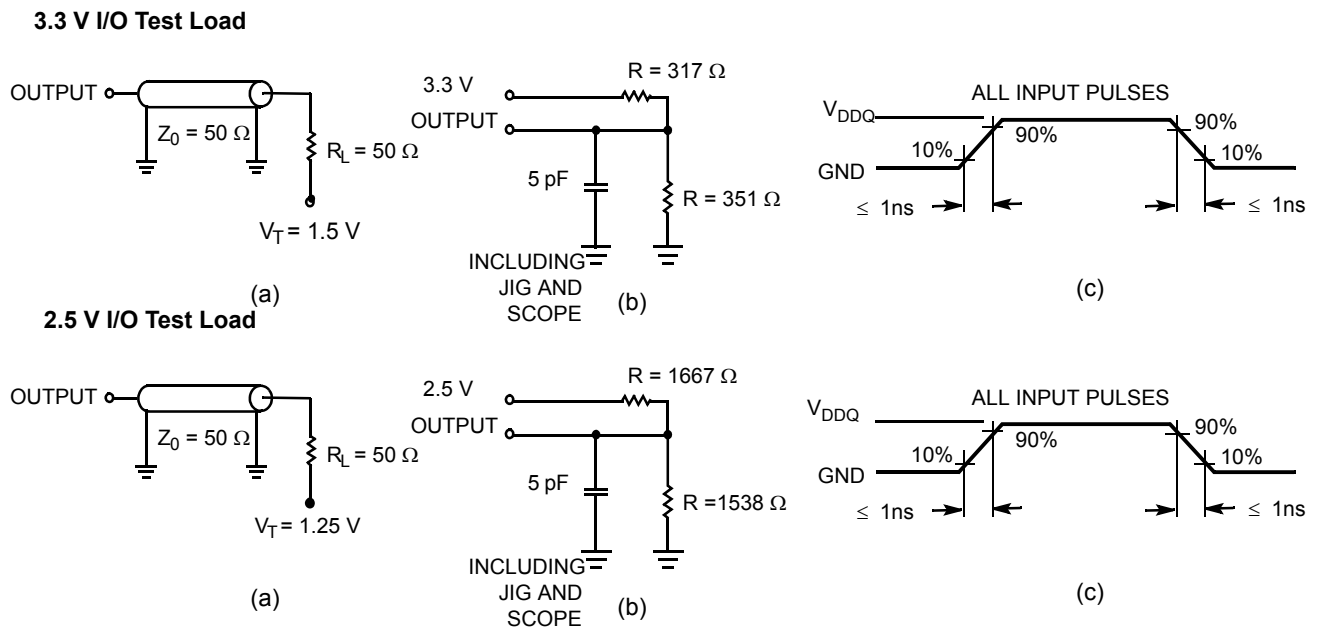 3.3 V I/O Test Load
OUTPUT
Z0 = 50 Ω
RL = 50 Ω
VT = 1.5 V
(a)
3.3 V
OUTPUT
R = 317 Ω
5 pF
R = 351 Ω
INCLUDING
JIG AND
SCOPE
(b)
ALL INPUT PULSES
VDDQ
GND
10%
90%
90%
10%
≤ 1ns
≤ 1ns
(c)
2.5 V I/O Test Load
OUTPUT
Z0 = 50 Ω
RL = 50 Ω
VT = 1.25 V
(a)
2.5 V
OUTPUT
R = 1667 Ω
5 pF
R =1538 Ω
INCLUDING
JIG AND
SCOPE
(b)
ALL INPUT PULSES
VDDQ
GND
10%
90%
90%
10%
≤ 1ns
≤ 1ns
(c)